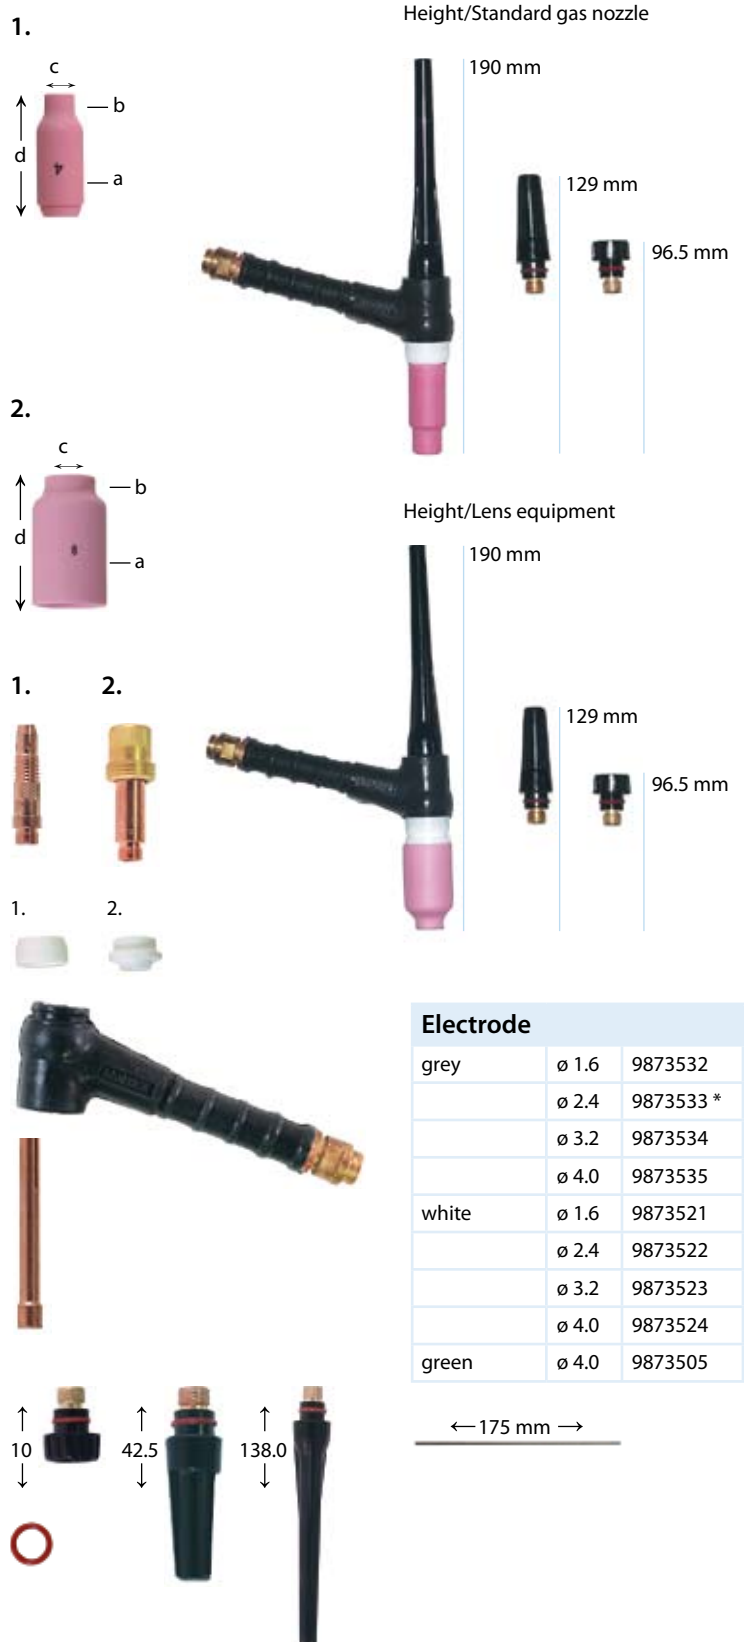 1.
c
b
d
a
4
Height/Standard gas nozzle
190 mm
129 mm
96.5 mm
2.
c
b
d
a
Height/Lens equipment
190 mm
129 mm
96.5 mm
1. 2.
1. 2.
Electrode
grey ø 1.6 9873532
ø 2.4 9873533 *
ø 3.2 9873534
ø 4.0 9873535
white ø 1.6 9873521
ø 2.4 9873522
ø 3.2 9873523
ø 4.0 9873524
green ø 4.0 9873505
←175 mm →
10 42.5 138.0